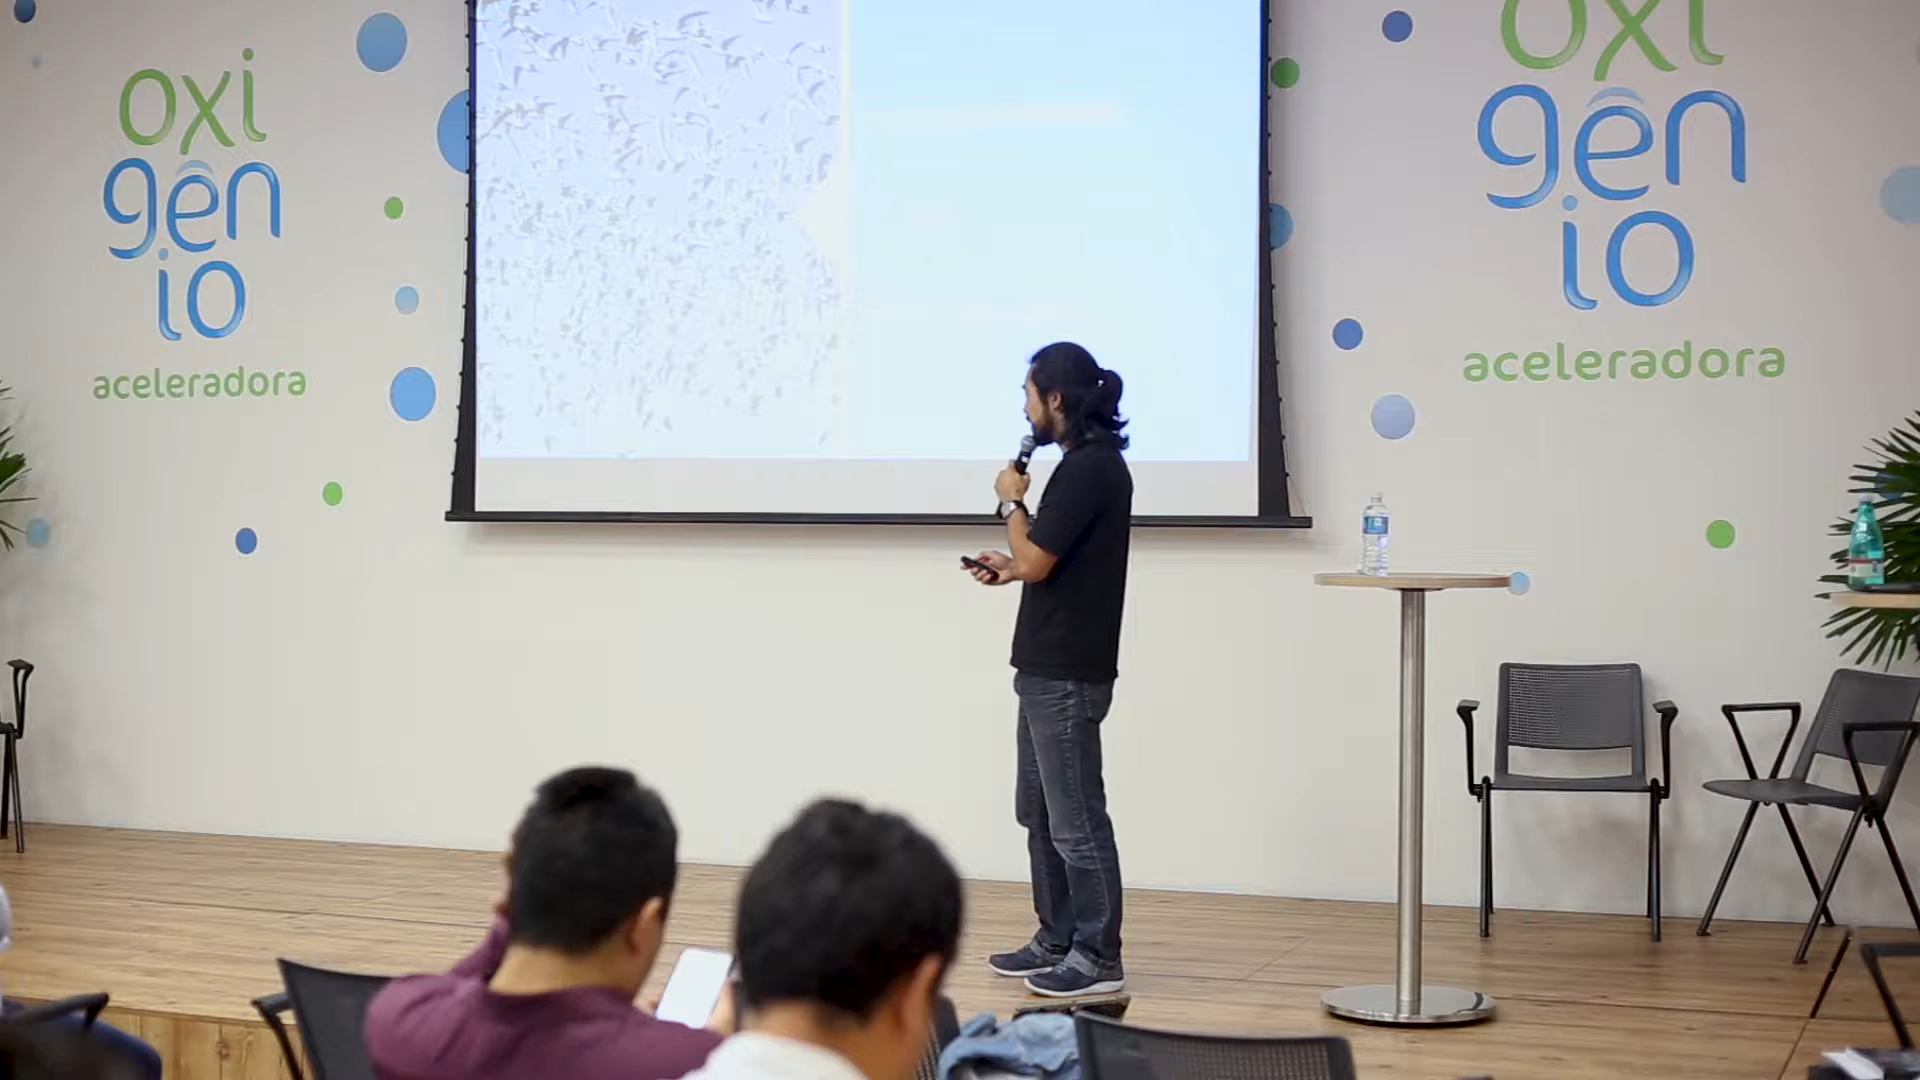 oxi
gên
io
aceleradora
oxi
gên
io
aceleradora